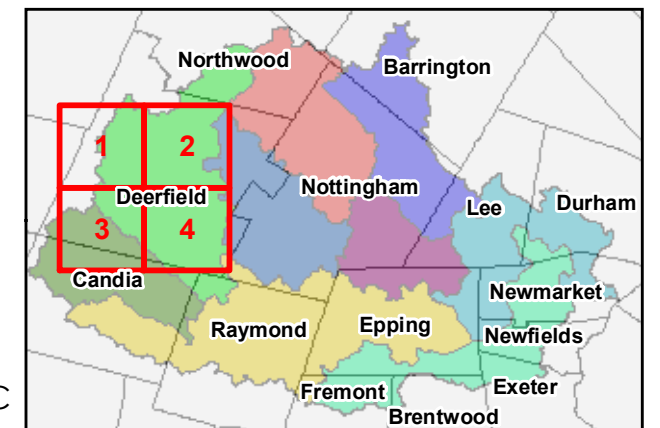 Northwood
Barrington
1
2
Nottingham
Deerfield
Lee
Durham
3
4
Candia
Newmarket
Raymond
Epping
Newfields
Fremont
Exeter
Brentwood
C